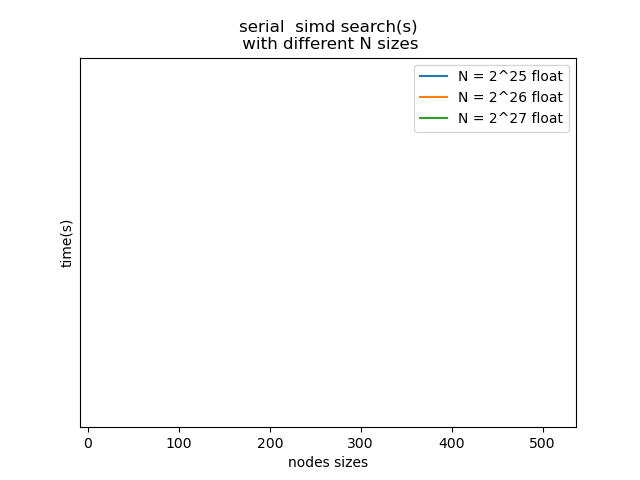 serial  simd search(s)
with different N sizes
N = 2^25 float
N = 2^26 float
N = 2^27 float
time(s)
0 100 200 300 400 500
nodes sizes